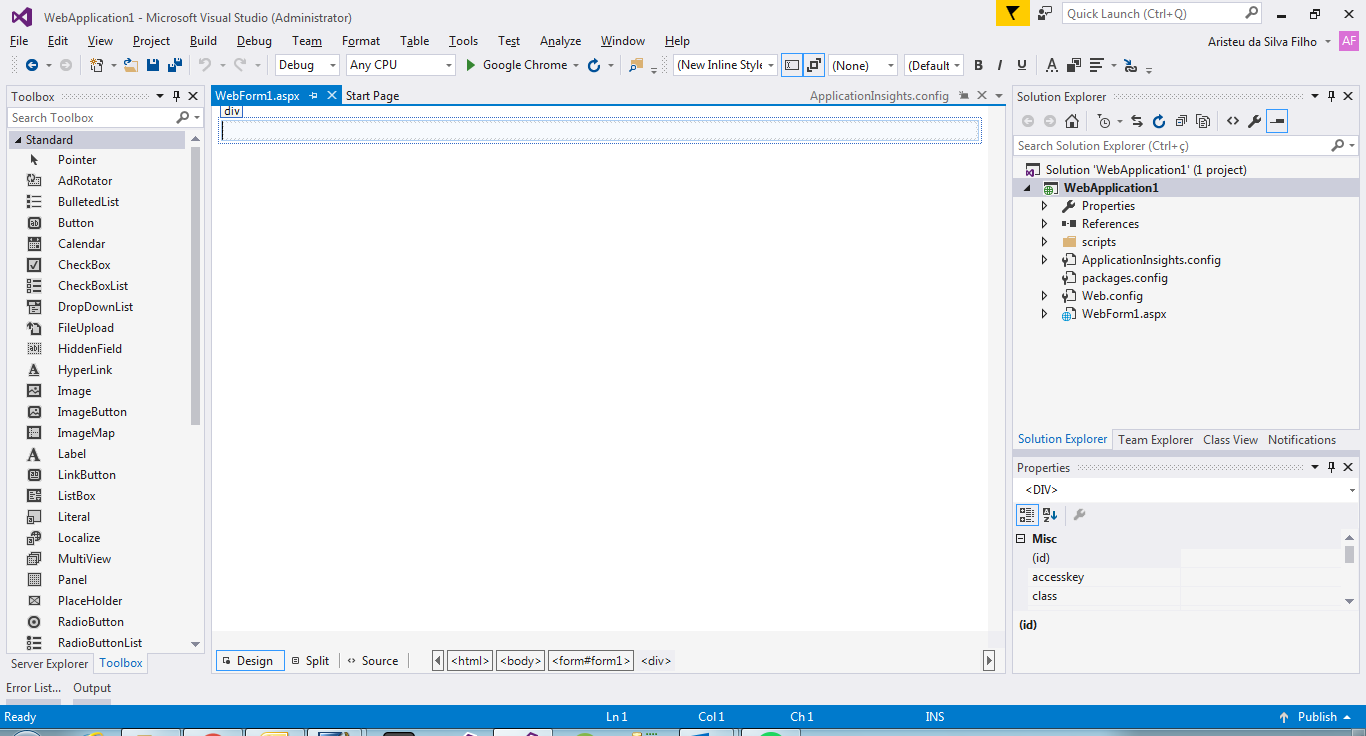 WebApplication1 - Microsoft Visual Studio (Administrator)
Quick Launch (Ctrl+Q)
File Edit View Project Build Debug Team Format Table Tools Test Analyze Window Help
Aristeu da Silva Filho AF
Debug Any CPU Google Chrome (New Inline Style (None) (Default B I U A
Toolbox
Search Toolbox
Standard
Pointer
AdRotator
BulletedList
Button
Calendar
CheckBox
CheckBoxList
DropDownList
FileUpload
HiddenField
HyperLink
Image
ImageButton
ImageMap
Label
LinkButton
ListBox
Literal
Localize
MultiView
Panel
PlaceHolder
RadioButton
RadioButtonList
Server Explorer Toolbox
WebForm1.aspx Start Page ApplicationInsights.config
div
Design Split Source <html> <body> <form#form1> <div>
Solution Explorer
Search Solution Explorer (Ctrl+ç)
Solution 'WebApplication1' (1 project)
WebApplication1
Properties
References
scripts
ApplicationInsights.config
packages.config
Web.config
WebForm1.aspx
Solution Explorer Team Explorer Class View Notifications
Properties
<DIV>
Misc
(id)
accesskey
class
(id)
Error List... Output
Ready Ln 1 Col 1 Ch 1 INS Publish